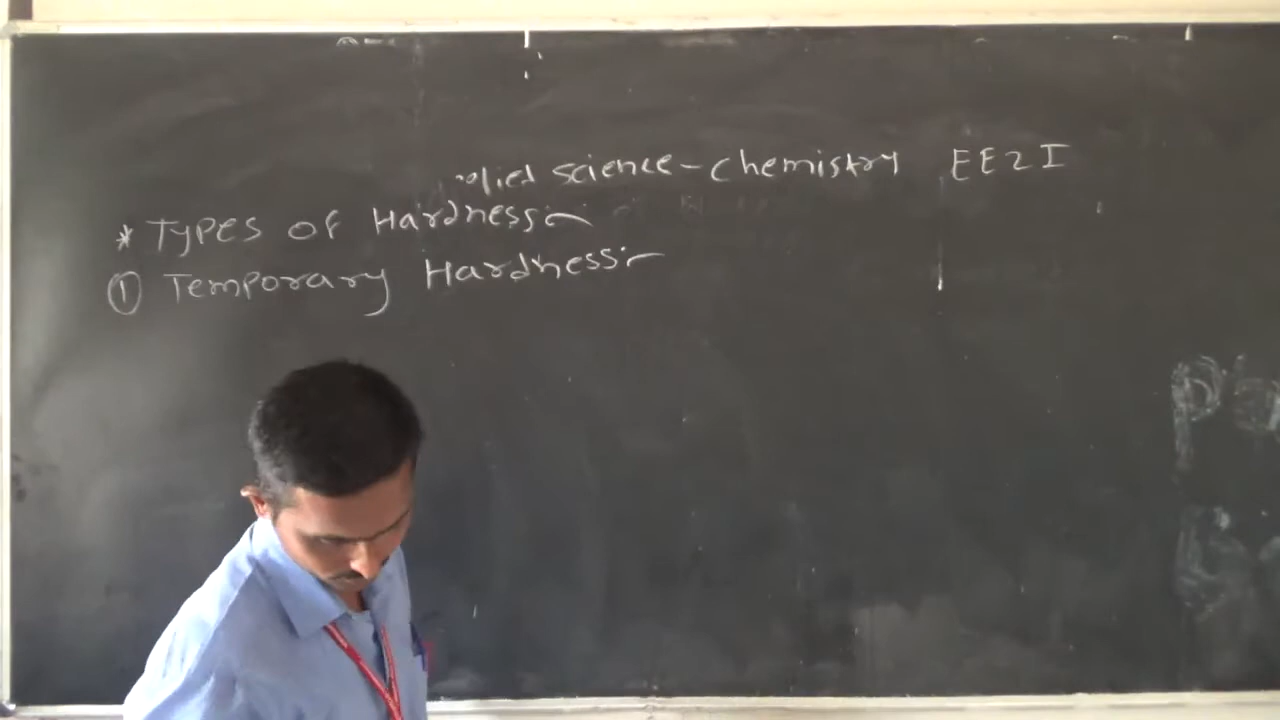 science - chemistry EE2I
* Types of Hardness:-
① Temporary Hardness:-